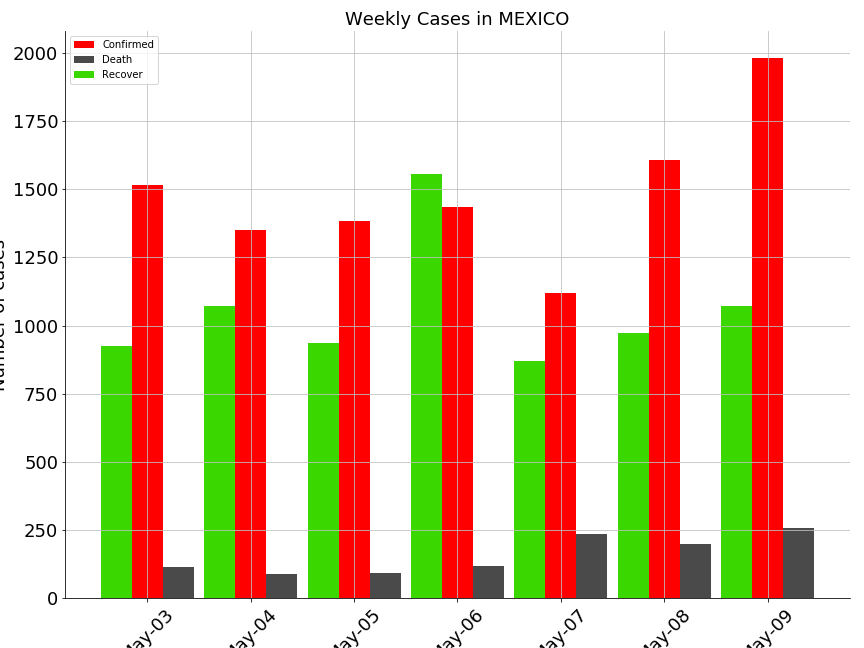 Weekly Cases in MEXICO
Confirmed
Death
Recover
2000
1750
1500
1250
1000
750
500
250
0
Number of cases
May-03
May-04
May-05
May-06
May-07
May-08
May-09